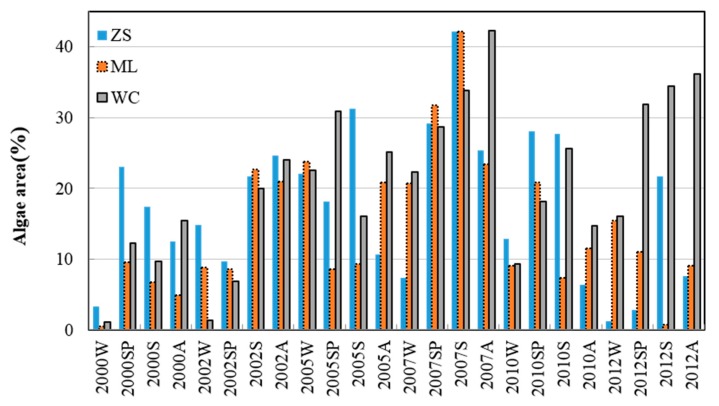 ZS
ML
WC
Algae area(%)
40
30
20
10
0
2000W
2000SP
2000S
2000A
2002W
2002SP
2002S
2002A
2005W
2005SP
2005S
2005A
2007W
2007SP
2007S
2007A
2010W
2010SP
2010S
2010A
2012W
2012SP
2012S
2012A